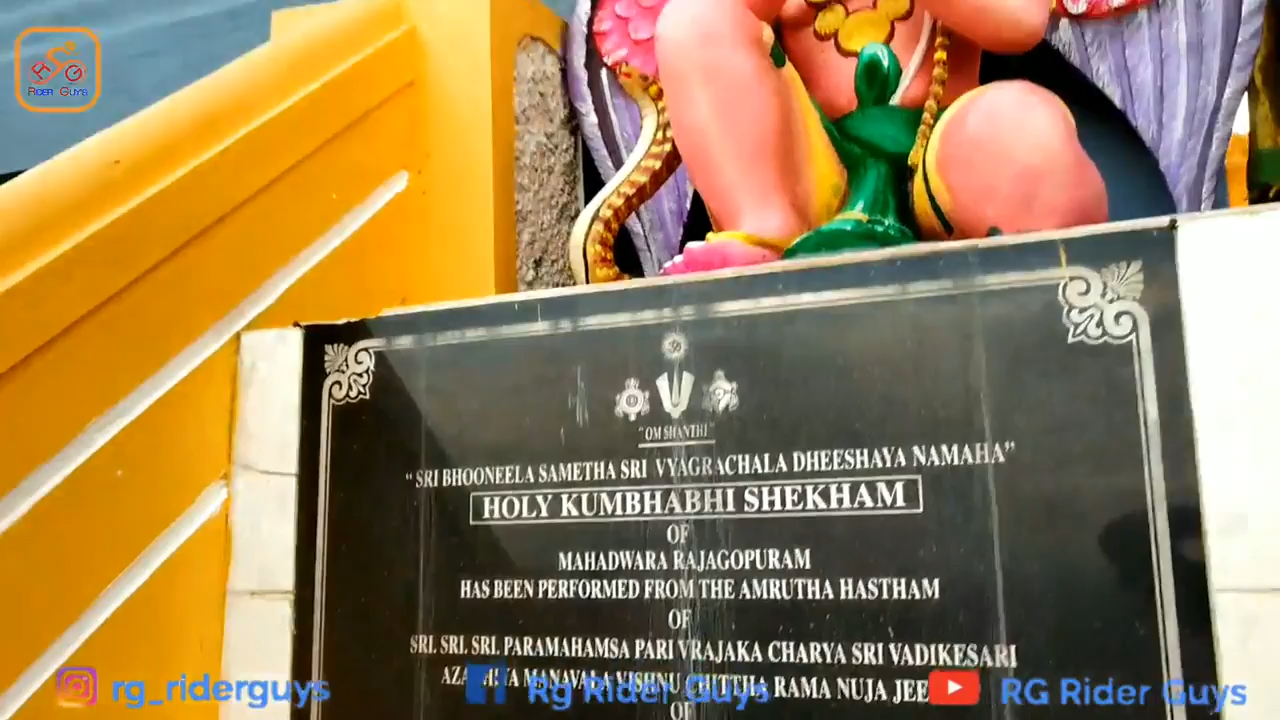 RIDER GUYS
"OM SHANTHI"
"SRI BHOONEELA SAMETHA SRI VYAGRACHALA DHEESHAYA NAMAHA"
HOLY KUMBHABHI SHEKHAM
OF
MAHADWARA RAJAGOPURAM
HAS BEEN PERFORMED FROM THE AMRUTHA HASTHAM
OF
SRI. SRI. SRI. PARAMAHAMSA PARI VRAJAKA CHARYA SRI VADIKESARI
MANAVALA VISHNU CHITTHA RAMA NUJA JEE
OF
rg_riderguys
Rg Rider Guys
RG Rider Guys